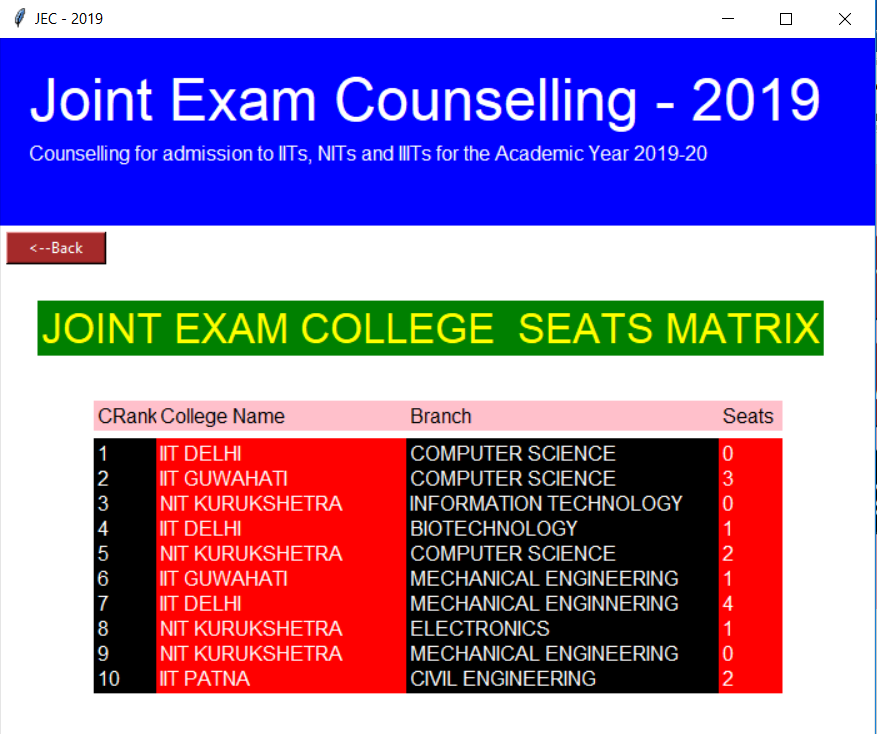 JEC - 2019
Joint Exam Counselling - 2019
Counselling for admission to IITs, NITs and IIITs for the Academic Year 2019-20
<--Back
JOINT EXAM COLLEGE  SEATS MATRIX
CRank College Name Branch Seats
1 IIT DELHI COMPUTER SCIENCE 0
2 IIT GUWAHATI COMPUTER SCIENCE 3
3 NIT KURUKSHETRA INFORMATION TECHNOLOGY 0
4 IIT DELHI BIOTECHNOLOGY 1
5 NIT KURUKSHETRA COMPUTER SCIENCE 2
6 IIT GUWAHATI MECHANICAL ENGINEERING 1
7 IIT DELHI MECHANICAL ENGINNERING 4
8 NIT KURUKSHETRA ELECTRONICS 1
9 NIT KURUKSHETRA MECHANICAL ENGINEERING 0
10 IIT PATNA CIVIL ENGINEERING 2